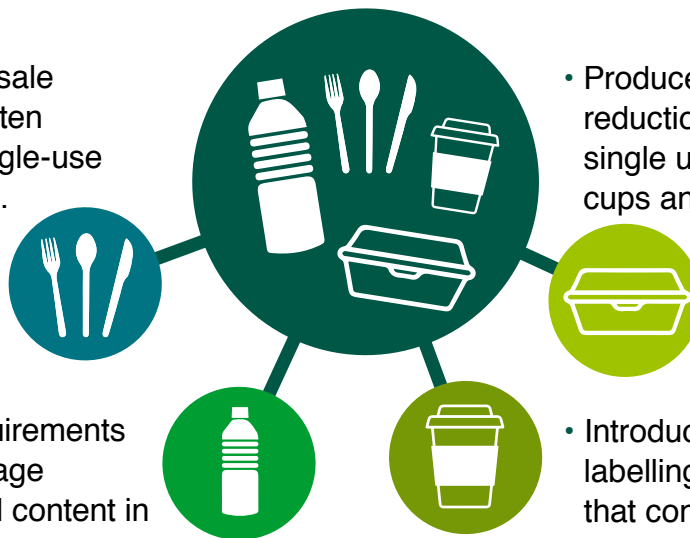 sale
ten
gle-use
.
• Produce
reductio
single u
cups an
uirements
age
l content in
• Introduc
labelling
that con